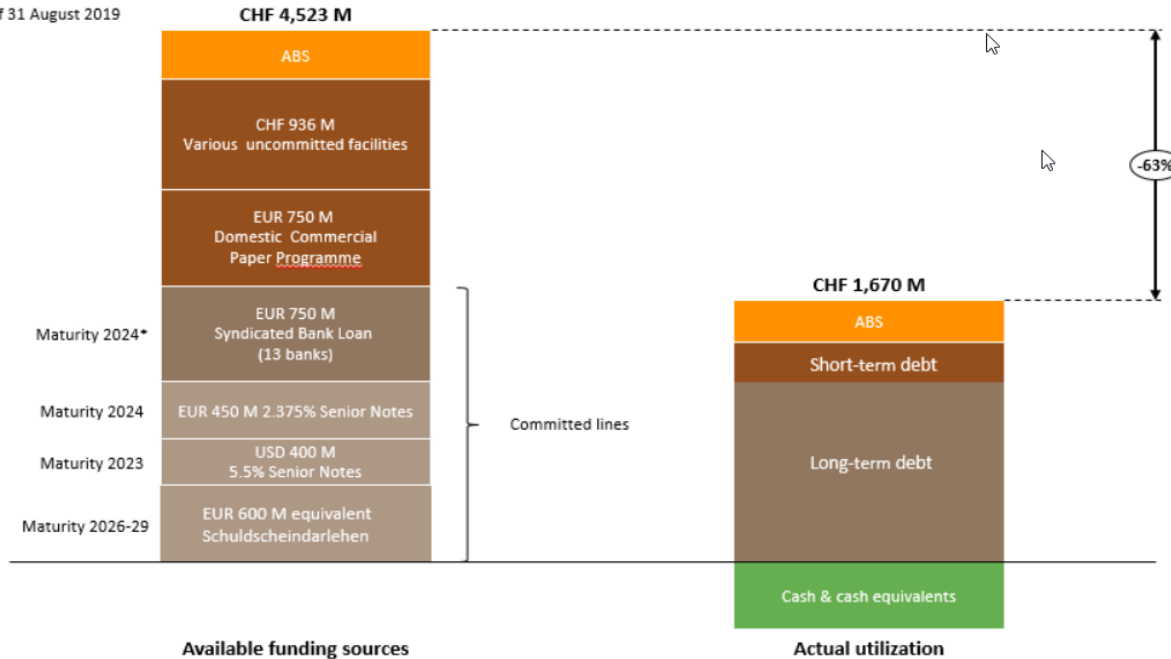 f 31 August 2019
CHF 4,523 M
ABS
CHF 936 M
Various uncommitted facilities
EUR 750 M
Domestic Commercial
Paper Programme
EUR 750 M
Syndicated Bank Loan
(13 banks)
Maturity 2024*
Maturity 2024
EUR 450 M 2.375% Senior Notes
Maturity 2023
USD 400 M
5.5% Senior Notes
Maturity 2026-29
EUR 600 M equivalent
Schuldscheindarlehen
Committed lines
Available funding sources
-63%
CHF 1,670 M
ABS
Short-term debt
Long-term debt
Cash & cash equivalents
Actual utilization